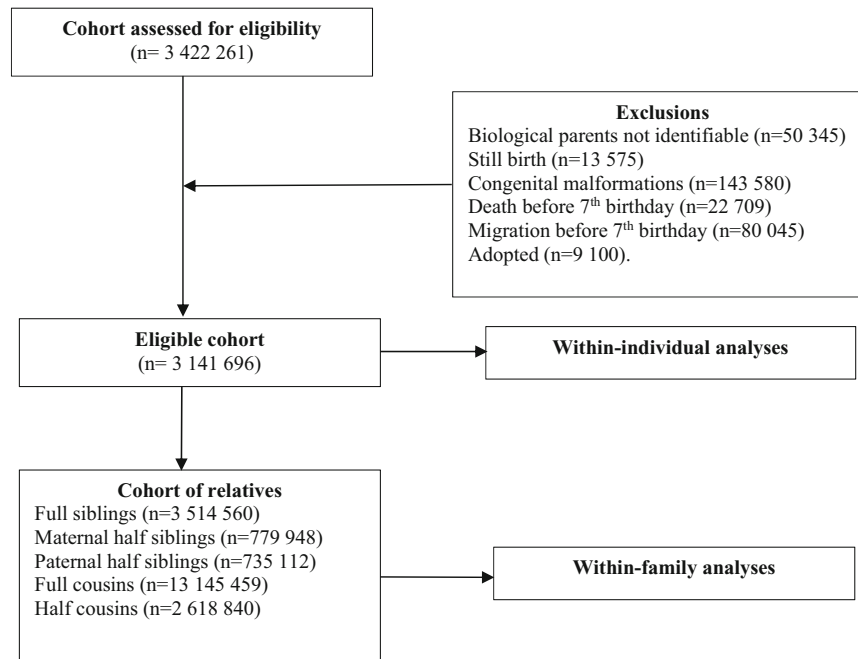 Cohort assessed for eligibility
(n= 3 422 261)
Exclusions
Biological parents not identifiable (n=50 345)
Still birth (n=13 575)
Congenital malformations (n=143 580)
Death before 7th birthday (n=22 709)
Migration before 7th birthday (n=80 045)
Adopted (n=9 100).
Eligible cohort
(n= 3 141 696)
Within-individual analyses
Cohort of relatives
Full siblings (n=3 514 560)
Maternal half siblings (n=779 948)
Paternal half siblings (n=735 112)
Full cousins (n=13 145 459)
Half cousins (n=2 618 840)
Within-family analyses